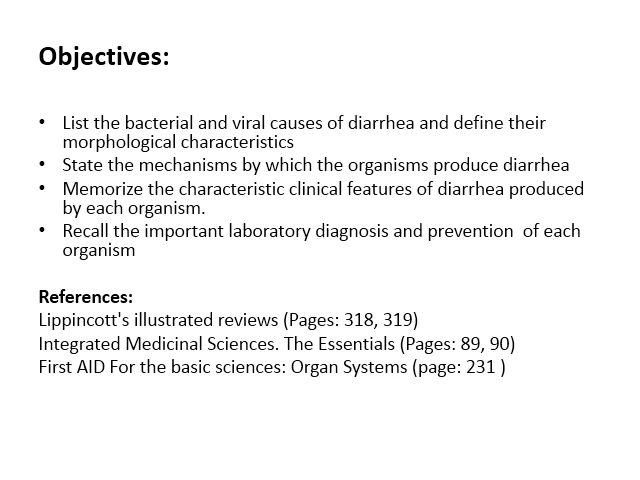 Objectives:
• List the bacterial and viral causes of diarrhea and define their
morphological characteristics
• State the mechanisms by which the organisms produce diarrhea
• Memorize the characteristic clinical features of diarrhea produced
by each organism.
• Recall the important laboratory diagnosis and prevention  of each
organism
References:
Lippincott's illustrated reviews (Pages: 318, 319)
Integrated Medicinal Sciences. The Essentials (Pages: 89, 90)
First AID For the basic sciences: Organ Systems (page: 231 )